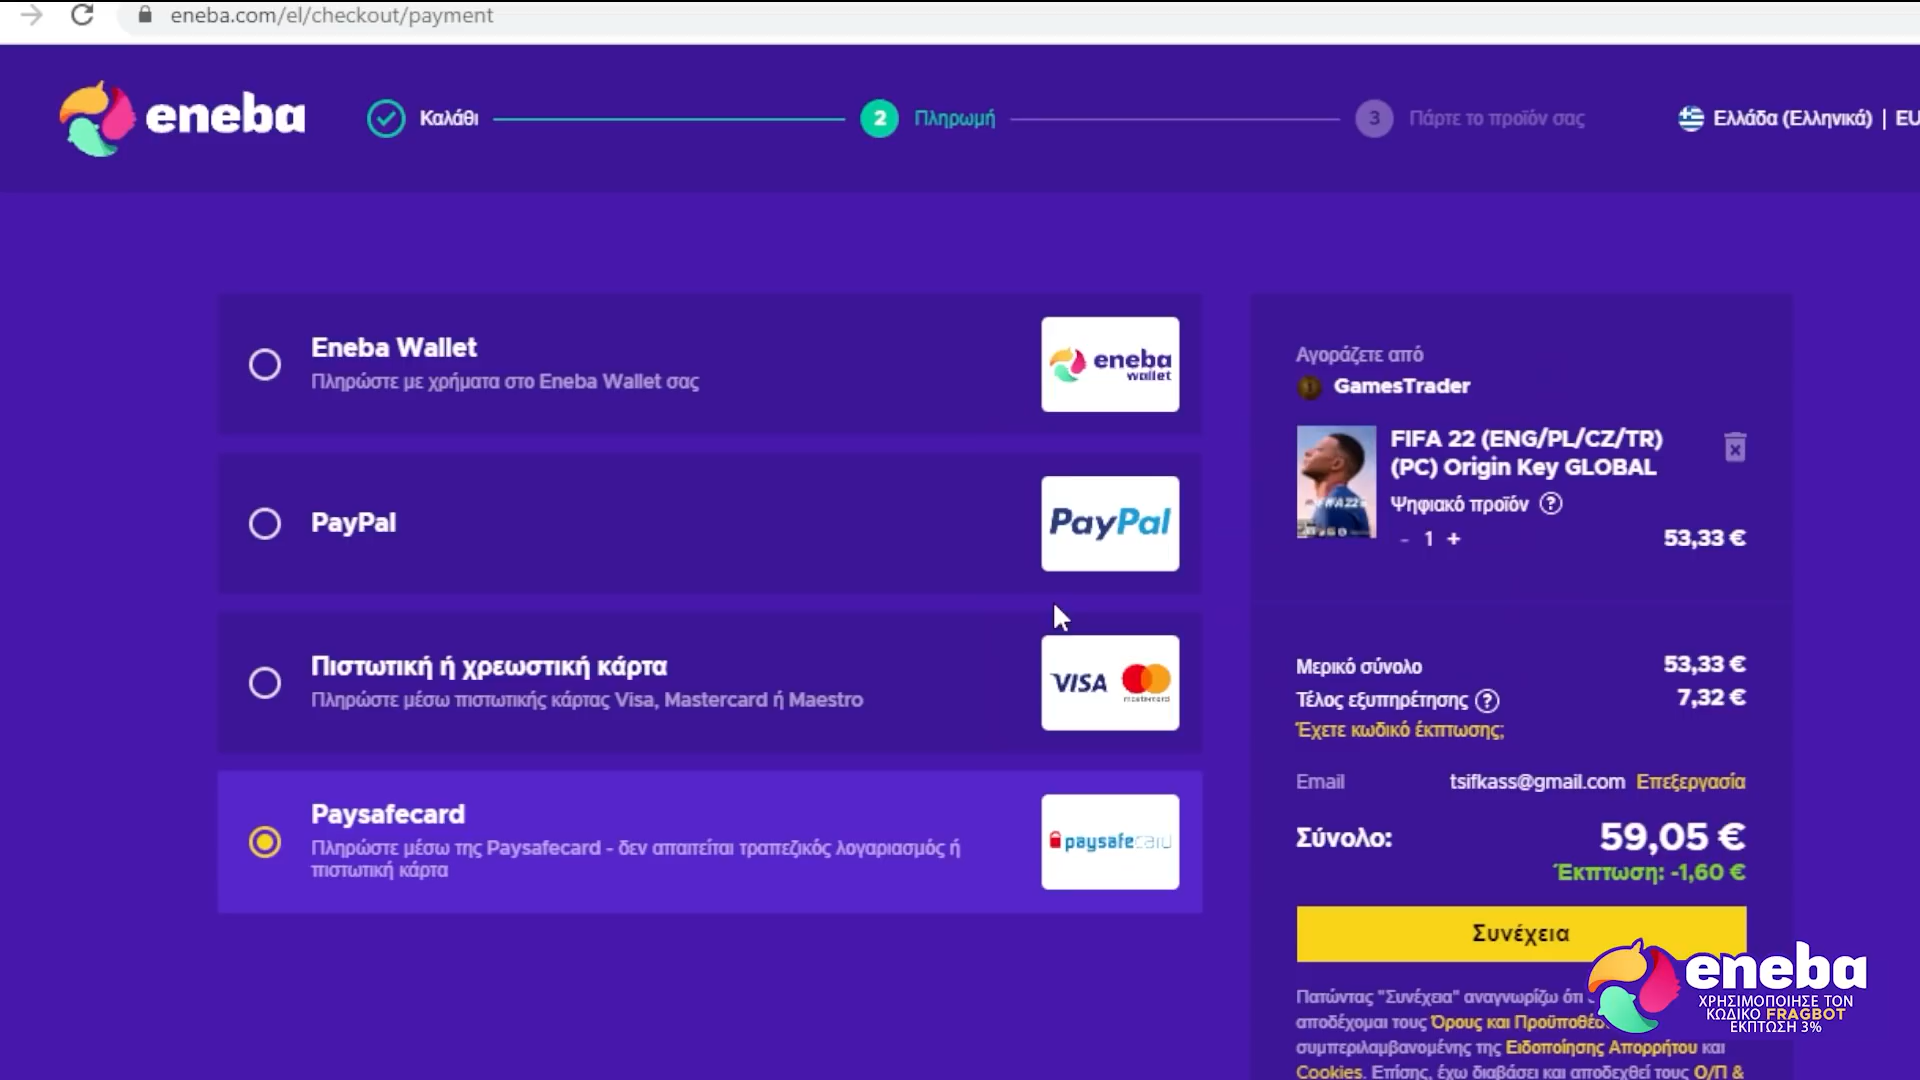 eneba.com/el/checkout/payment
eneba
Καλάθι
2
Πληρωμή
3
Πάρτε το προϊόν σας
Ελλάδα (Ελληνικά) | EU
Eneba Wallet
Πληρώστε με χρήματα στο Eneba Wallet σας
eneba
wallet
PayPal
PayPal
Πιστωτική ή χρεωστική κάρτα
Πληρώστε μέσω πιστωτικής κάρτας Visa, Mastercard ή Maestro
VISA
mastercard
Paysafecard
Πληρώστε μέσω της Paysafecard - δεν απαιτείται τραπεζικός λογαριασμός ή
πιστωτική κάρτα
paysafecard
Αγοράζετε από
GamesTrader
FIFA 22 (ENG/PL/CZ/TR)
(PC) Origin Key GLOBAL
Ψηφιακό προϊόν ?
- 1 +
53,33 €
Μερικό σύνολο
53,33 €
Τέλος εξυπηρέτησης ?
7,32 €
Έχετε κωδικό έκπτωσης;
Email
tsifkass@gmail.com Επεξεργασία
Σύνολο:
59,05 €
Έκπτωση: -1,60 €
Συνέχεια
Πατώντας "Συνέχεια" αναγνωρίζω ότι
αποδέχομαι τους Όρους και
συμπεριλαμβανομένης της Ειδοποίησης Απορρήτου και
Cookies. Επίσης, έχω διαβάσει και αποδεχθεί τους Ο/Π &
eneba
ΧΡΗΣΙΜΟΠΟΙΗΣΕ ΤΟΝ
ΚΩΔΙΚΟ FRAGBOT
ΕΚΠΤΩΣΗ 3%